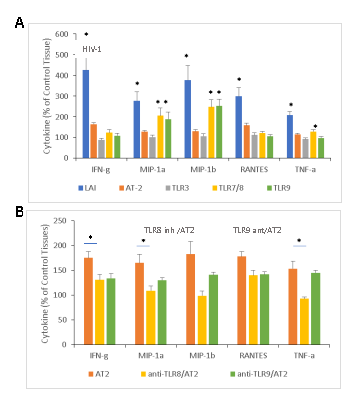 A
Cytokine (% of Control Tissue)
600
500
400
300
200
100
0
* HIV-1
* * * * * * * * * *
IFN-g MIP-1a MIP-1b RANTES TNF-a
LAI AT-2 TLR3 TLR7/8 TLR9
B
Cytokine (% of Control Tissues)
250
200
150
100
50
0
TLR8 inh /AT2 TLR9 ant/AT2
* * *
IFN-g MIP-1a MIP-1b RANTES TNF-a
AT2 anti-TLR8/AT2 anti-TLR9/AT2